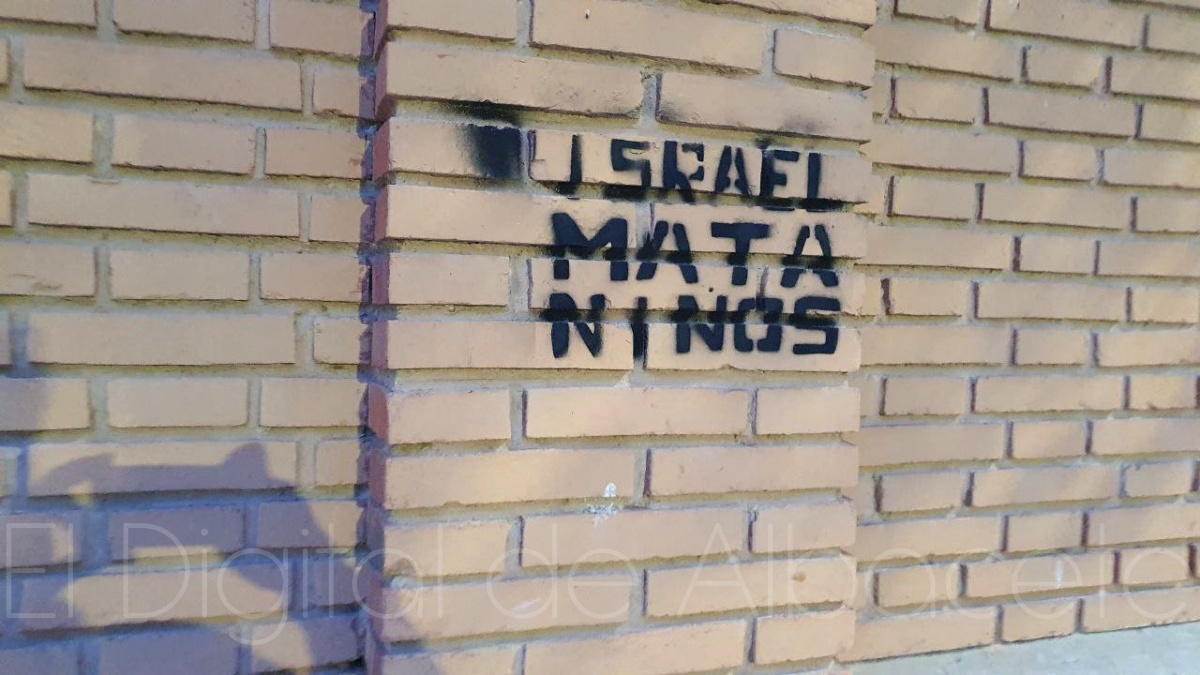 ISRAEL
MATA
NINOS
El Digital de Albacete